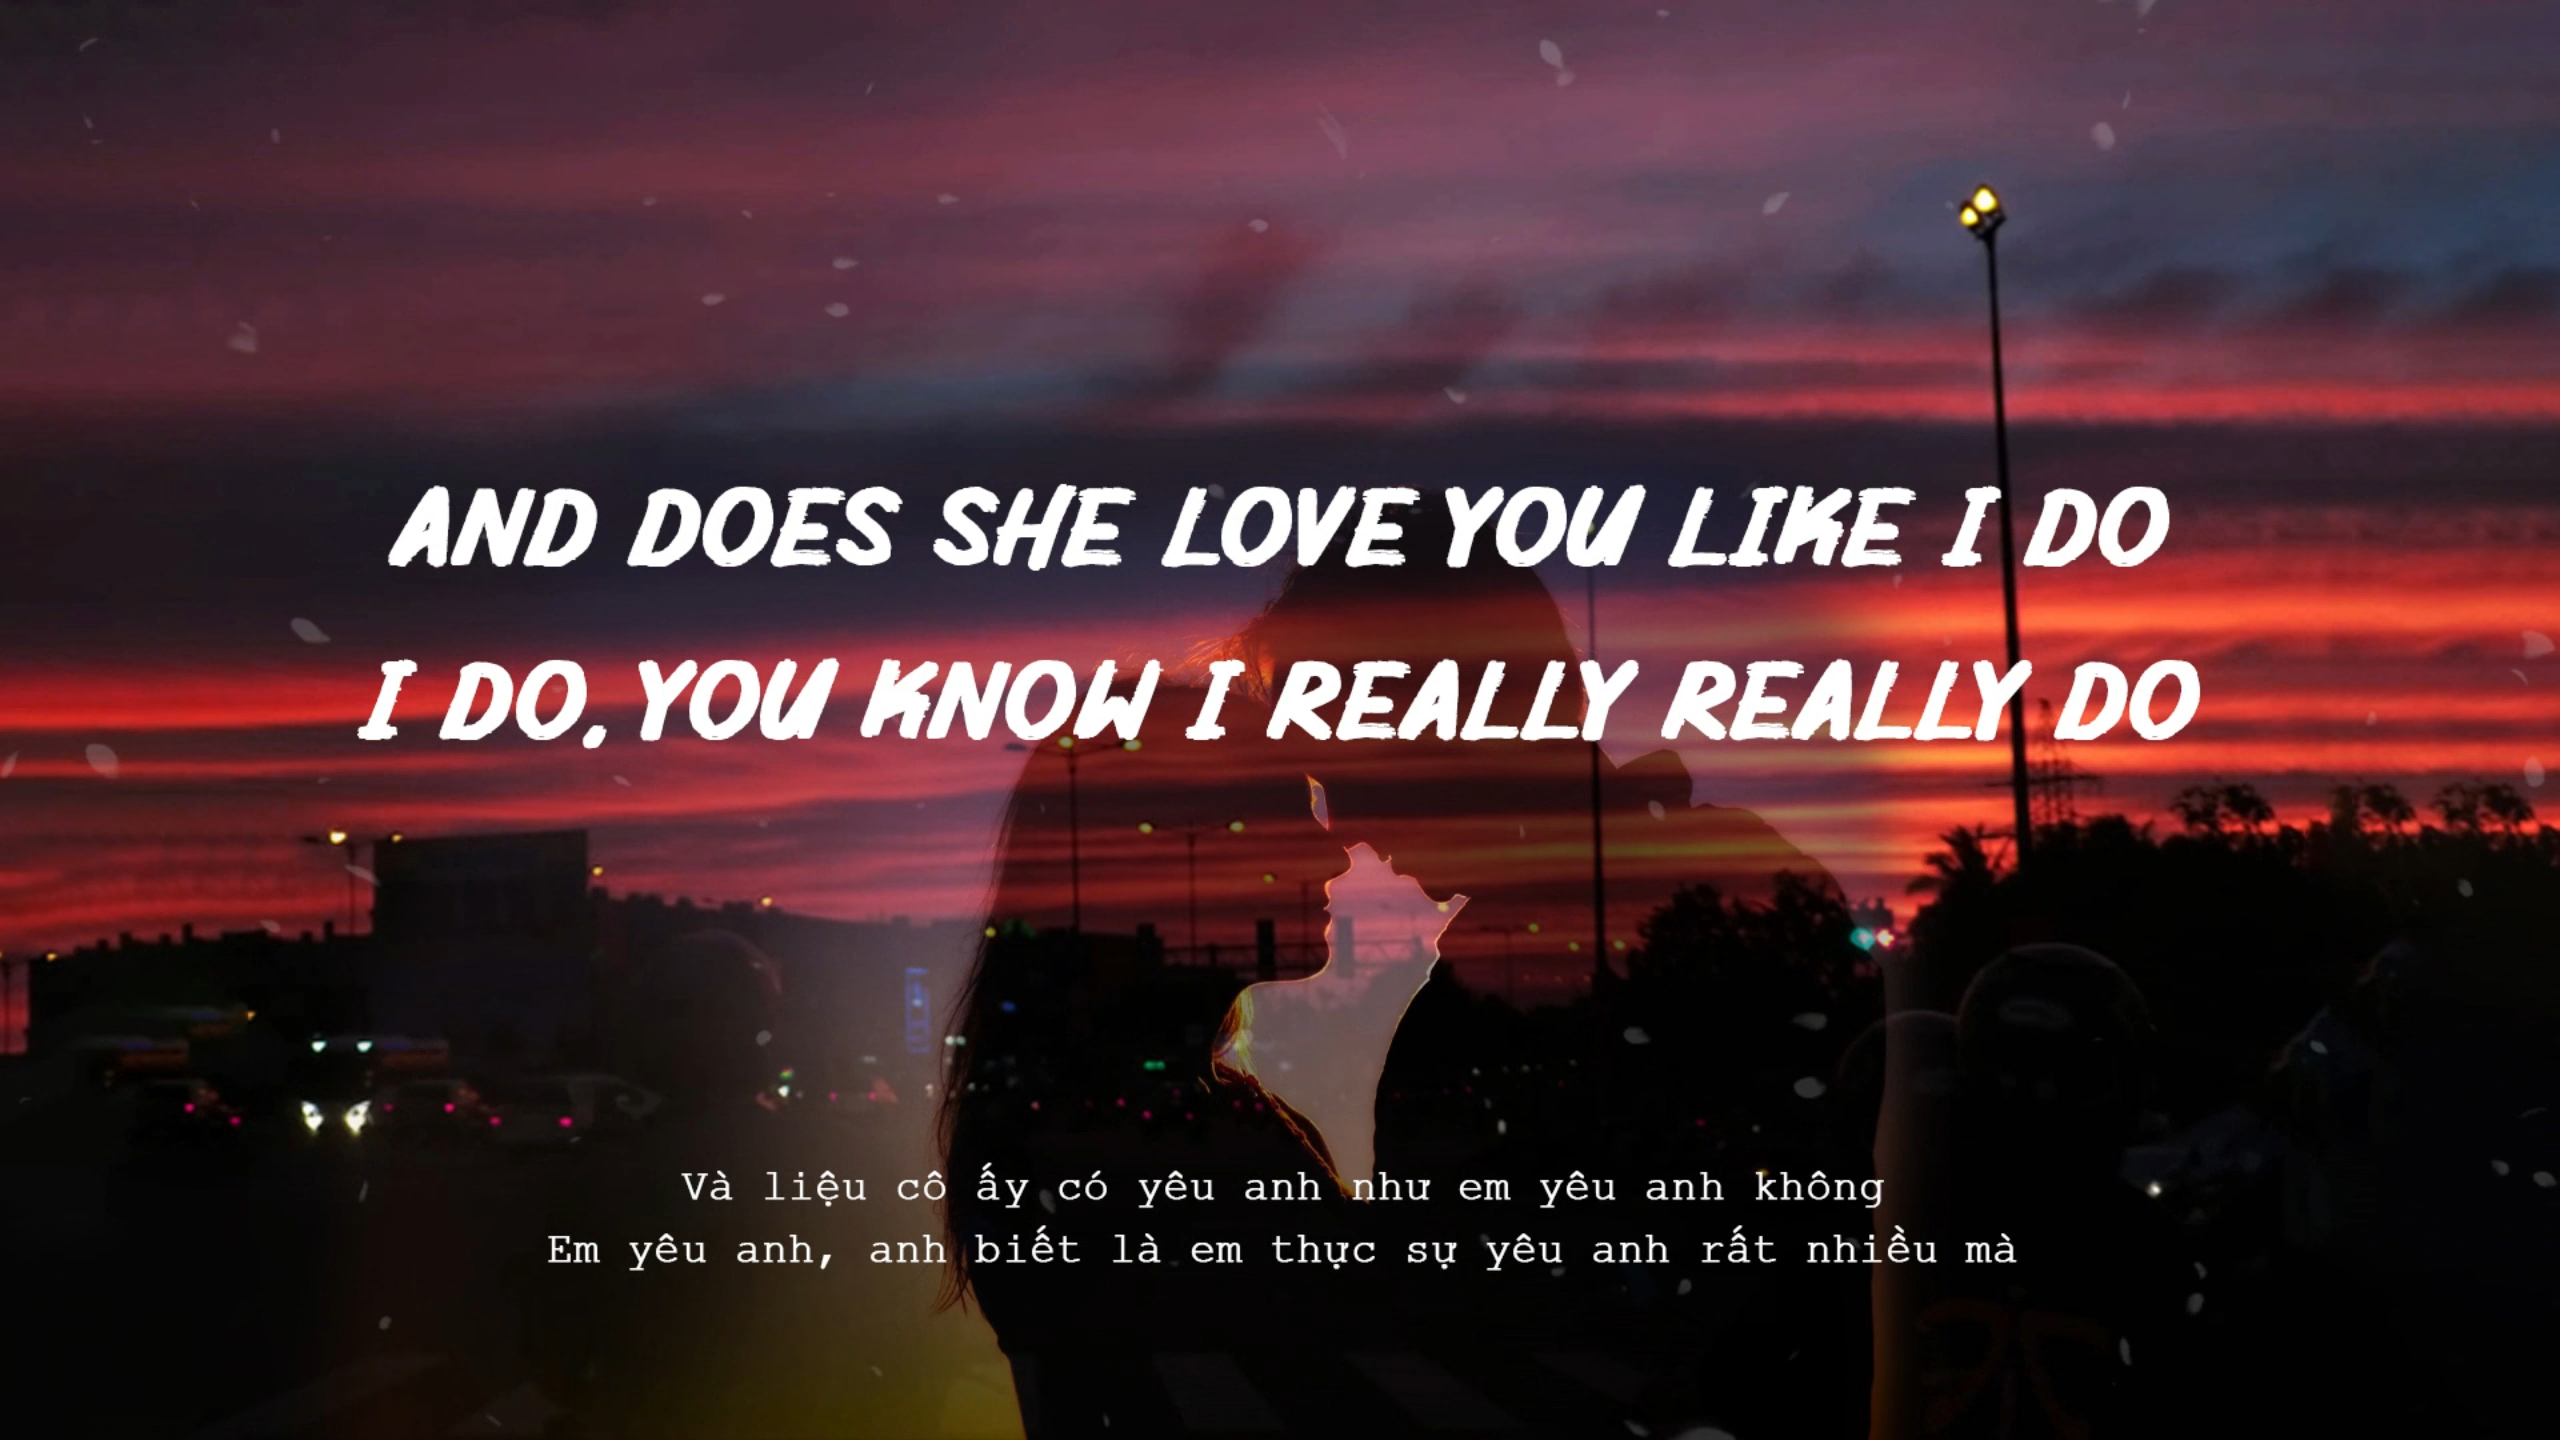 AND DOES SHE LOVE YOU LIKE I DO
I DO, YOU KNOW I REALLY REALLY DO
Và liệu cô ấy có yêu anh như em yêu anh không
Em yêu anh, anh biết là em thực sự yêu anh rất nhiều mà